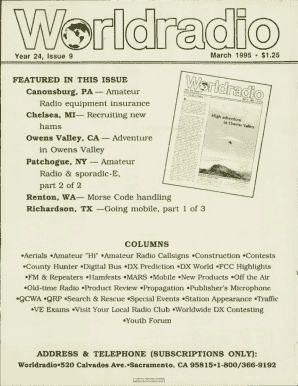 Worldradio
Year 24, Issue 9 March 1995 • $1.25
FEATURED IN THIS ISSUE
Canonsburg, PA — Amateur
Radio equipment insurance
Chelsea, MI— Recruiting new
hams
Owens Valley, CA — Adventure
in Owens Valley
Patchogue, NY — Amateur
Radio & sporadic-E,
part 2 of 2
Renton, WA— Morse Code handling
Richardson, TX —Going mobile, part 1 of 3
Worldradio
High adventure
in Owens Valley
COLUMNS
•Aerials •Amateur "Hi" •Amateur Radio Callsigns •Construction •Contests
•County Hunter •Digital Bus •DX Prediction •DX World •FCC Highlights
•FM & Repeaters •Hamfests •MARS •Mobile •New Products •Off the Air
•Old-time Radio •Product Review •Propagation •Publisher's Microphone
•QCWA •QRP •Search & Rescue •Special Events •Station Appearance •Traffic
•VE Exams •Visit Your Local Radio Club •Worldwide DX Contesting
•Youth Forum
ADDRESS & TELEPHONE (SUBSCRIPTIONS ONLY):
Worldradio•520 Calvados Ave.•Sacramento, CA 95815•1-800/366-9192